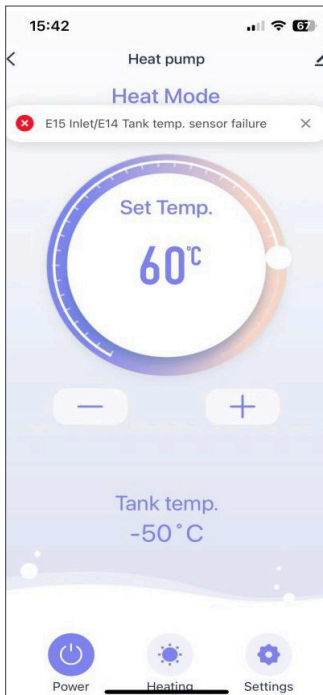 15:42
67
Heat pump
Heat Mode
E15 Inlet/E14 Tank temp. sensor failure
Set Temp.
60°C
Tank temp.
-50°C
Power
Heating
Settings